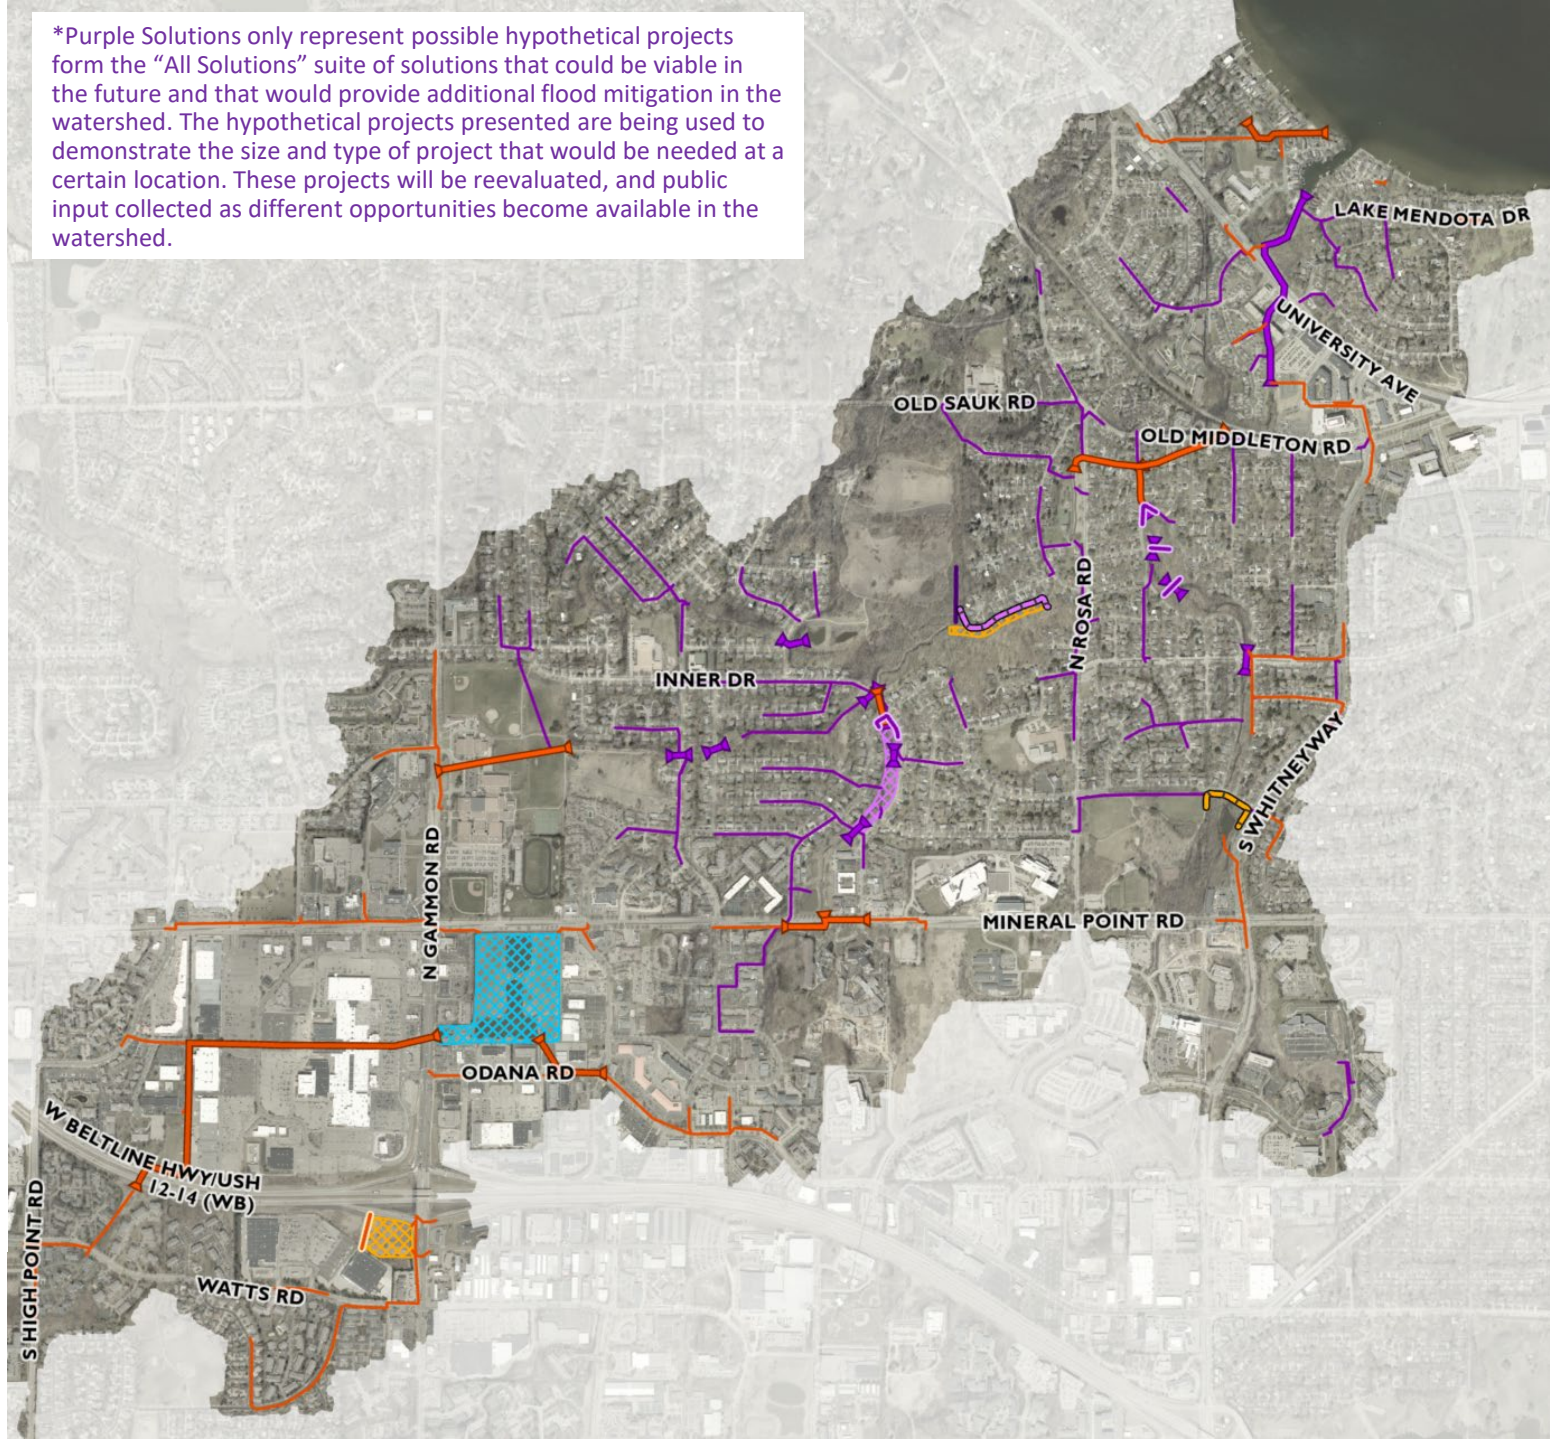 *Purple Solutions only represent possible hypothetical projects
form the “All Solutions” suite of solutions that could be viable in
the future and that would provide additional flood mitigation in the
watershed. The hypothetical projects presented are being used to
demonstrate the size and type of project that would be needed at a
certain location. These projects will be reevaluated, and public
input collected as different opportunities become available in the
watershed.
LAKE MENDOTA DR
UNIVERSITY AVE
OLD SAUK RD
OLD MIDDLETON RD
N ROSA RD
INNER DR
S WHITNEY WAY
N GAMMON RD
MINERAL POINT RD
ODANA RD
W BELTLINE HWY/USH
12-14 (WB)
S HIGH POINT RD
WATTS RD